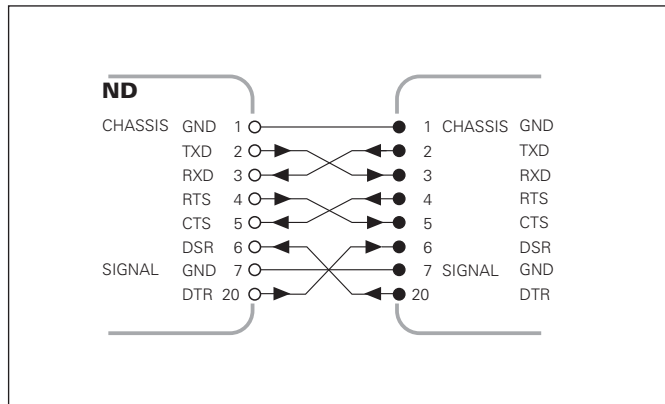 ND
CHASSIS GND 1 1 CHASSIS GND
TXD 2 2 TXD
RXD 3 3 RXD
RTS 4 4 RTS
CTS 5 5 CTS
DSR 6 6 DSR
SIGNAL GND 7 7 SIGNAL GND
DTR 20 20 DTR